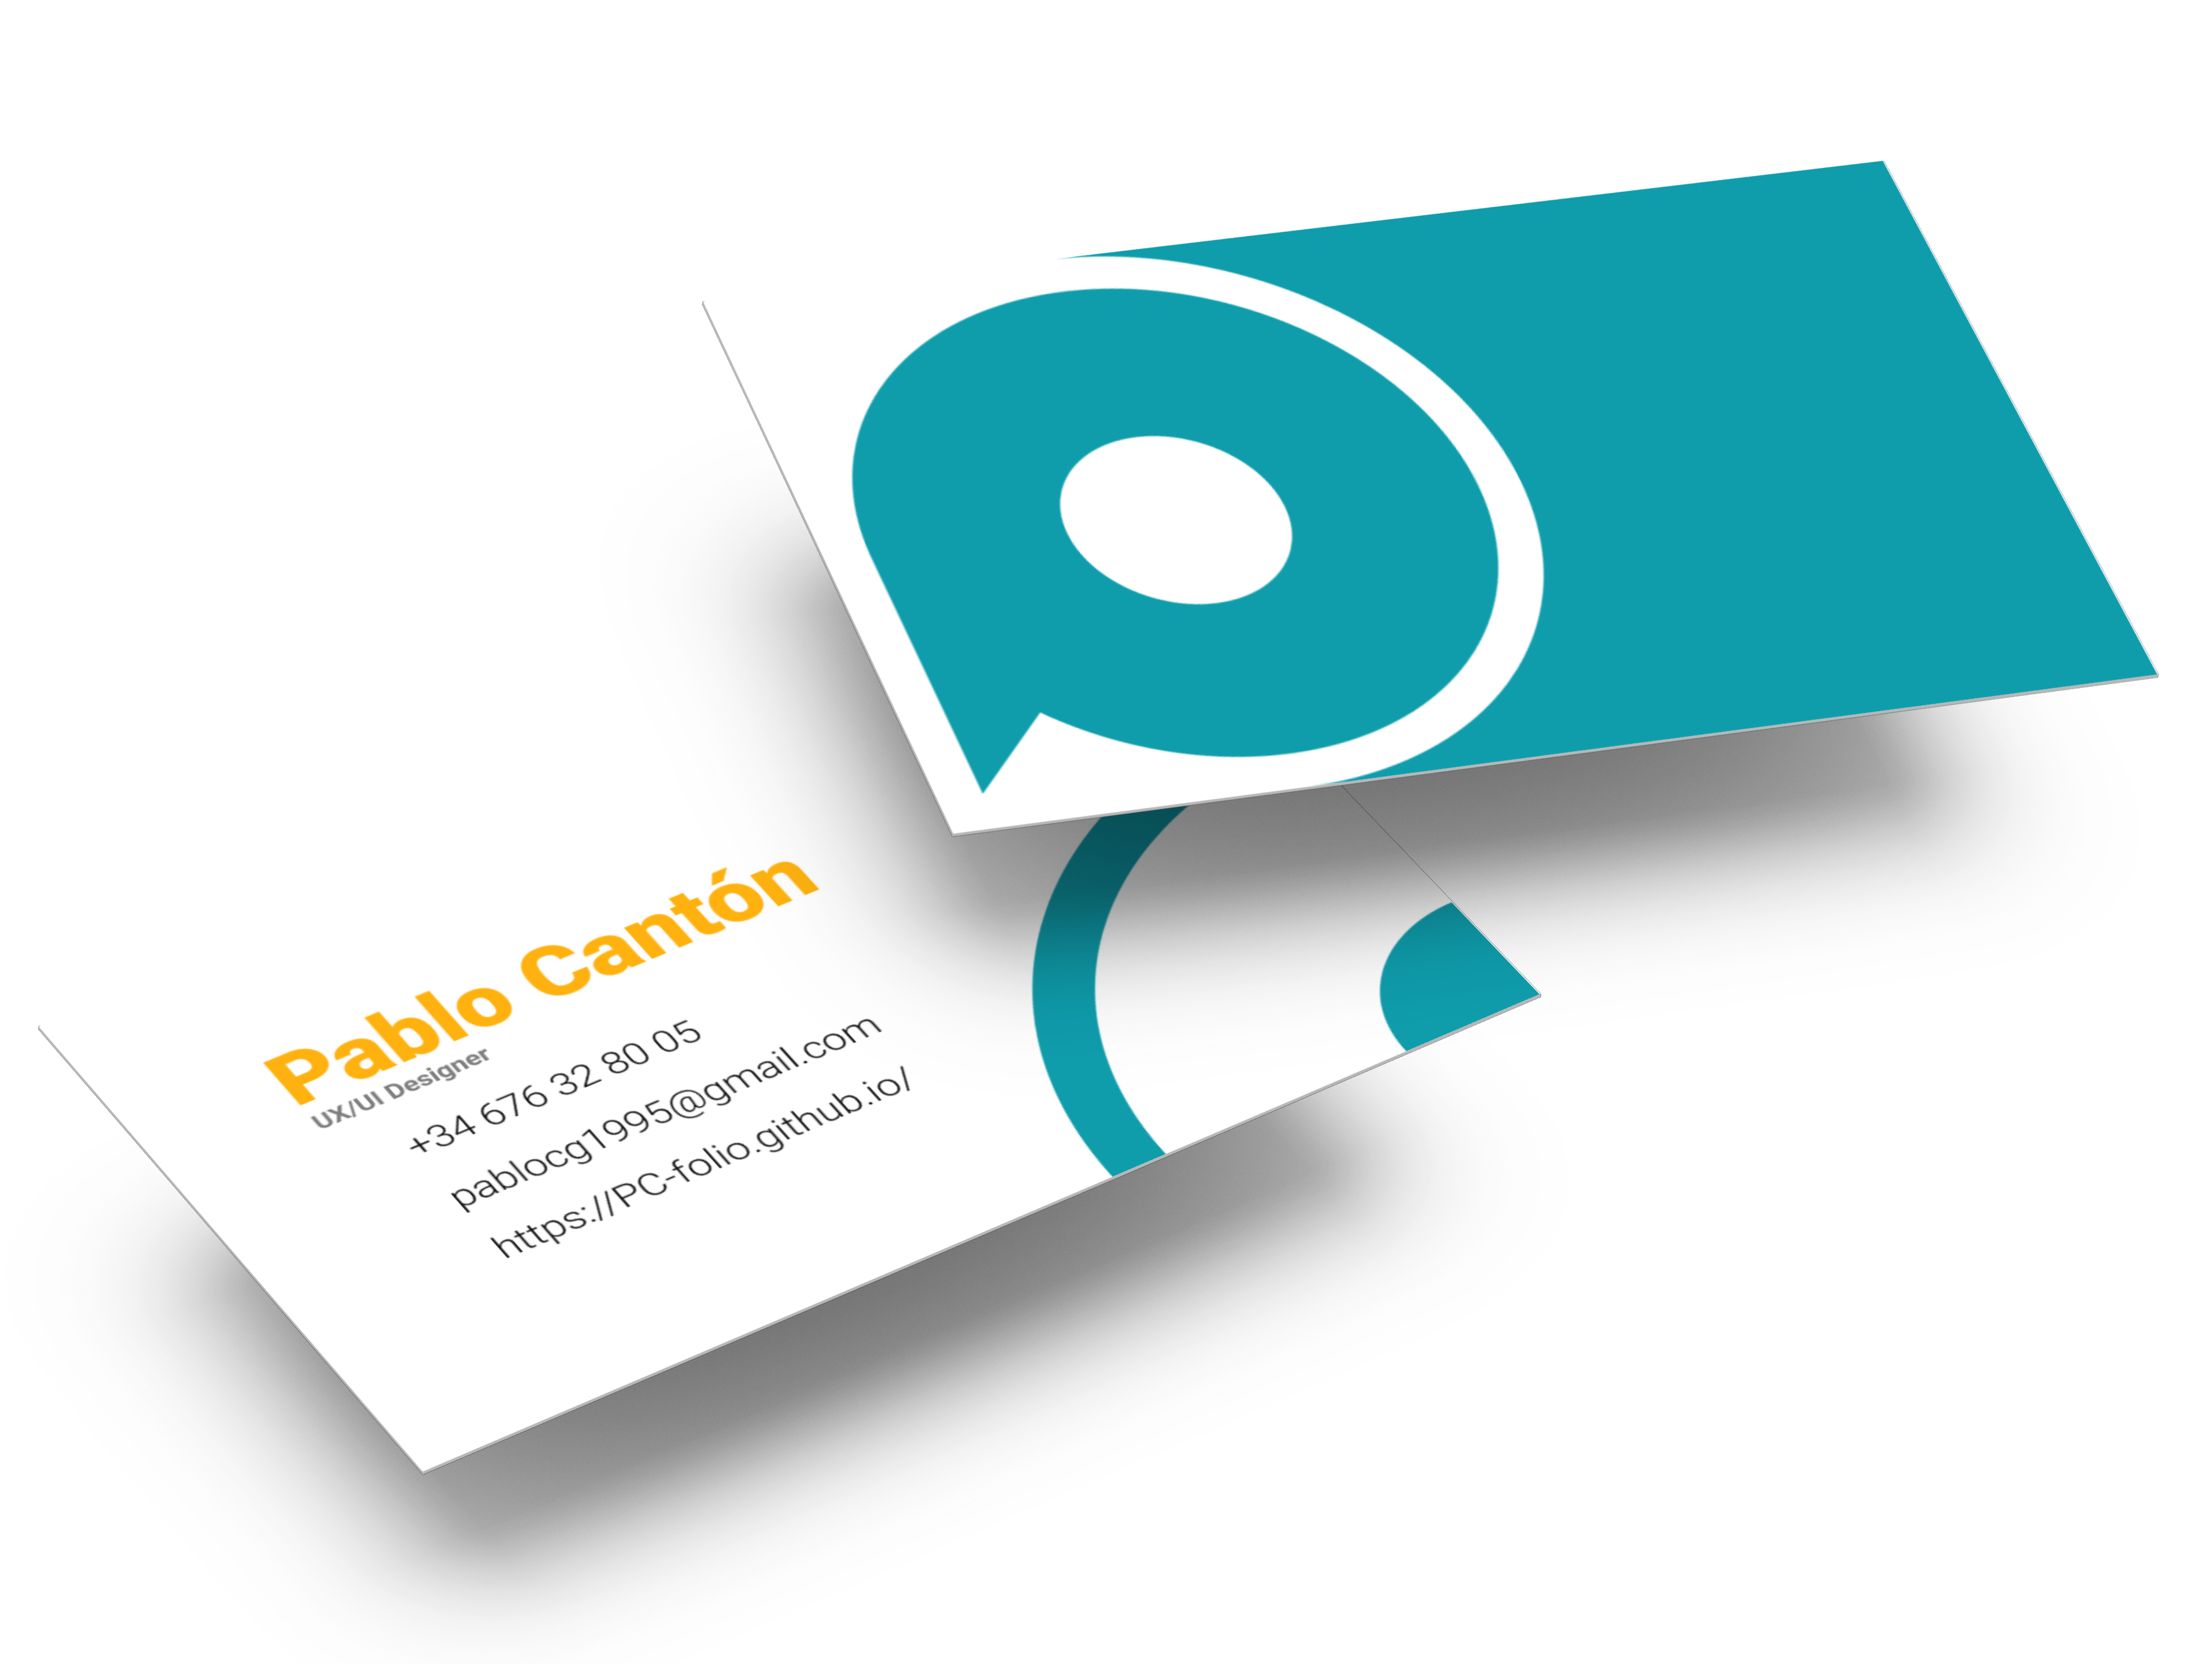 Pablo Cantón
UX/UI Designer
+34 676 32 80 05
pablocg1995@gmail.com
https://PC-folio.github.io/